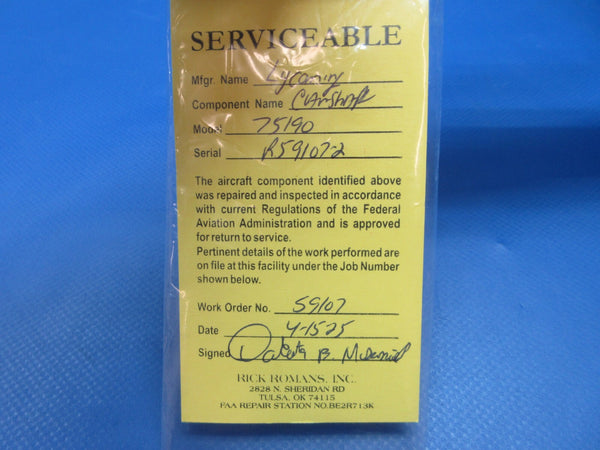 SERVICEABLE
Mfgr. Name Lycoming
Component Name Camshaft
Model 75190
Serial R59107-2
The aircraft component identified above
was repaired and inspected in accordance
with current Regulations of the Federal
Aviation Administration and is approved
for return to service.
Pertinent details of the work performed are
on file at this facility under the Job Number
shown below.
Work Order No. 59107
Date 4-15-25
Signed Dakota B. McDaniel
RICK ROMANS, INC.
2828 N. SHERIDAN RD
TULSA, OK 74115
FAA REPAIR STATION NO.BE2R713K